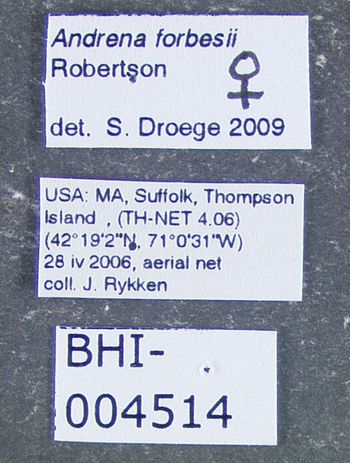 Andrena forbesii
Robertson ♀
det. S. Droege 2009
USA: MA, Suffolk, Thompson
Island , (TH-NET 4.06)
(42°19'2"N, 71°0'31"W)
28 iv 2006, aerial net
coll. J. Rykken
BHI-
004514